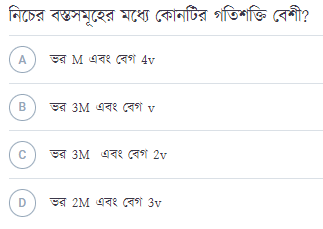 নিচের বস্তুসমূহের মধ্যে কোনটির গতিশক্তি বেশী?
A ভর M এবং বেগ 4v
B ভর 3M এবং বেগ v
C ভর 3M এবং বেগ 2v
D ভর 2M এবং বেগ 3v